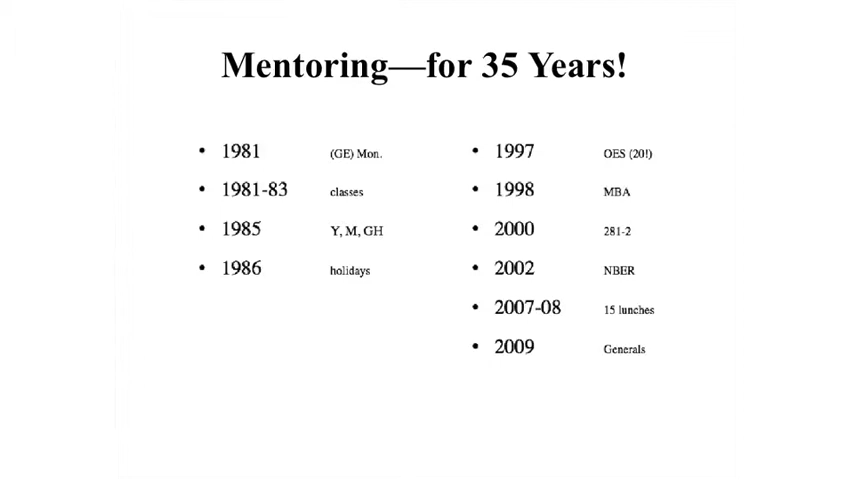 Mentoring—for 35 Years!
• 1981 (GE) Mon.
• 1981-83 classes
• 1985 Y, M, GH
• 1986 holidays
• 1997 OES (20!)
• 1998 MBA
• 2000 281-2
• 2002 NBER
• 2007-08 15 lunches
• 2009 Generals